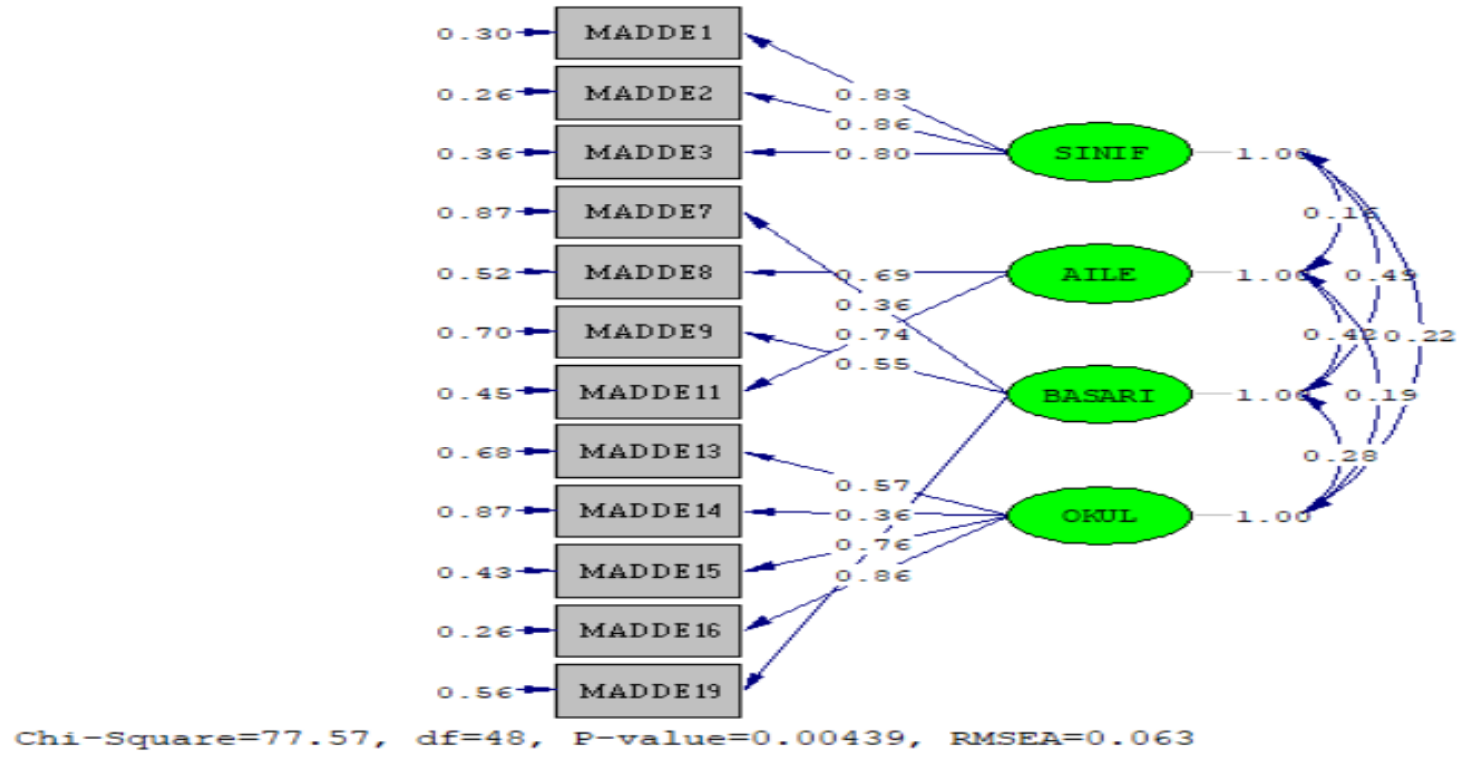 0.30 MADDE1
0.26 MADDE2 0.83
0.86
0.36 MADDE3 0.80 SINIF 1.00
0.87 MADDE7 0.16
0.52 MADDE8 0.69 AILE 1.00 0.49
0.36
0.70 MADDE9 0.74 0.42 0.22
0.55
0.45 MADDE11 BASARI 1.00 0.19
0.68 MADDE13 0.28
0.57
0.87 MADDE14 0.36 OKUL 1.00
0.76
0.43 MADDE15 0.86
0.26 MADDE16
0.56 MADDE19
Chi-Square=77.57, df=48, P-value=0.00439, RMSEA=0.063